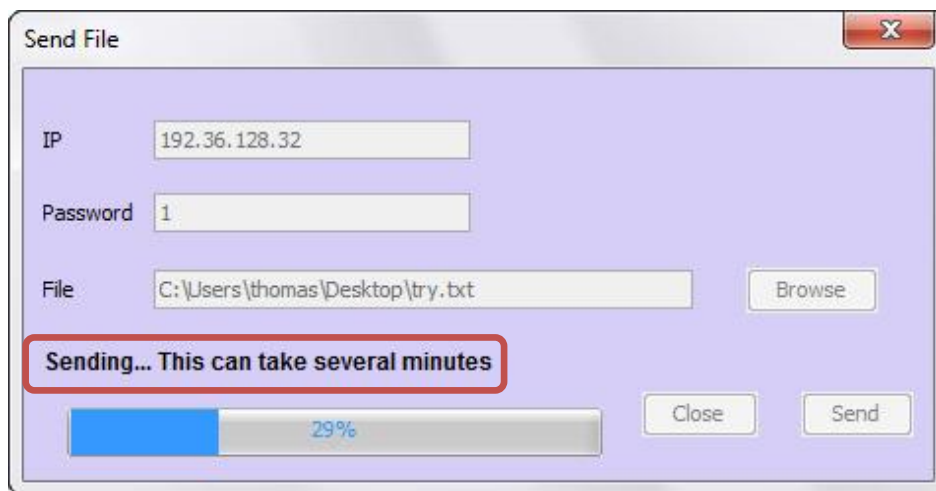 Send File
IP 192.36.128.32
Password 1
File C:\Users\thomas\Desktop\try.txt Browse
Sending... This can take several minutes
29% Close Send